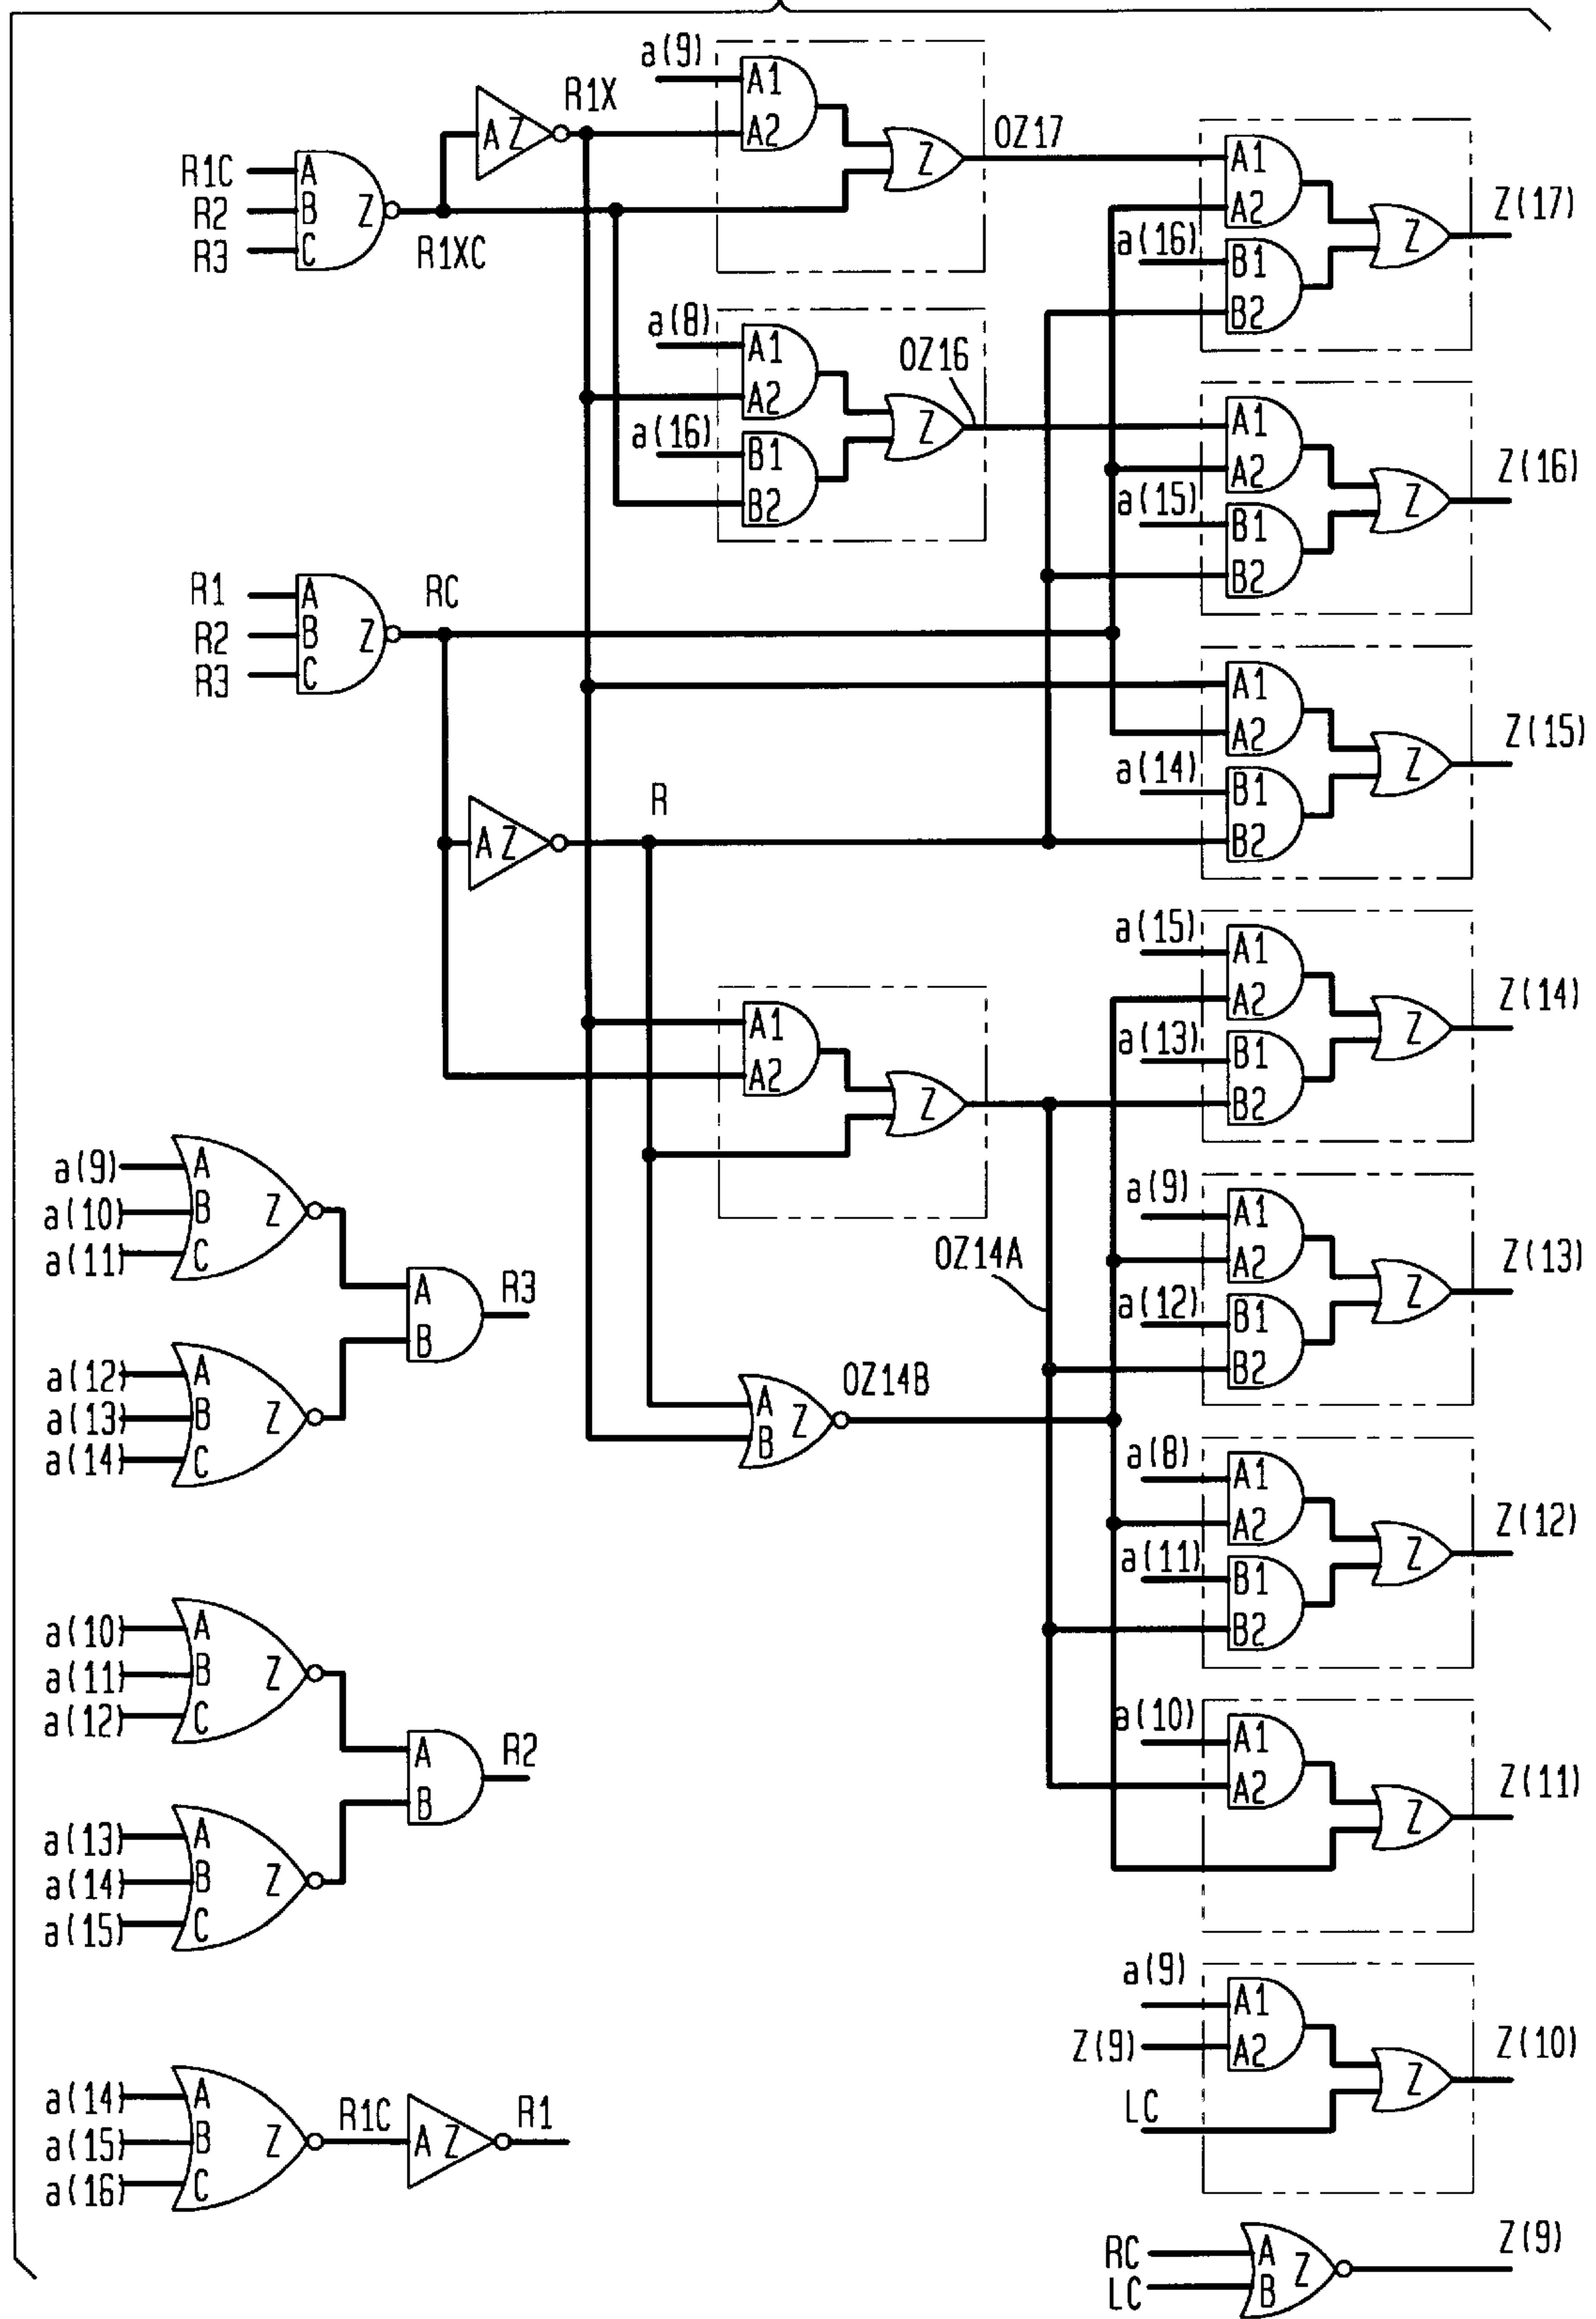 a(9)
A1
A2
Z
OZ17
R1X
A Z
R1C
R2
R3
A
B
C
Z
R1XC
A1
A2
a(16)
B1
B2
Z
Z(17)
a(8)
A1
A2
a(16)
B1
B2
Z
OZ16
A1
A2
a(15)
B1
B2
Z
Z(16)
R1
R2
R3
A
B
C
Z
RC
A1
A2
a(14)
B1
B2
Z
Z(15)
A Z
R
a(15)
A1
A2
a(13)
B1
B2
Z
Z(14)
A1
A2
Z
a(9)
a(10)
a(11)
A
B
C
Z
a(12)
a(13)
a(14)
A
B
C
Z
A
B
R3
OZ14A
a(9)
A1
A2
a(12)
B1
B2
Z
Z(13)
A
B
Z
OZ14B
a(8)
A1
A2
a(11)
B1
B2
Z
Z(12)
a(10)
a(11)
a(12)
A
B
C
Z
a(13)
a(14)
a(15)
A
B
C
Z
A
B
R2
a(10)
A1
A2
Z
Z(11)
a(9)
Z(9)
LC
A1
A2
Z
Z(10)
a(14)
a(15)
a(16)
A
B
C
Z
R1C
A Z
R1
RC
LC
A
B
Z
Z(9)